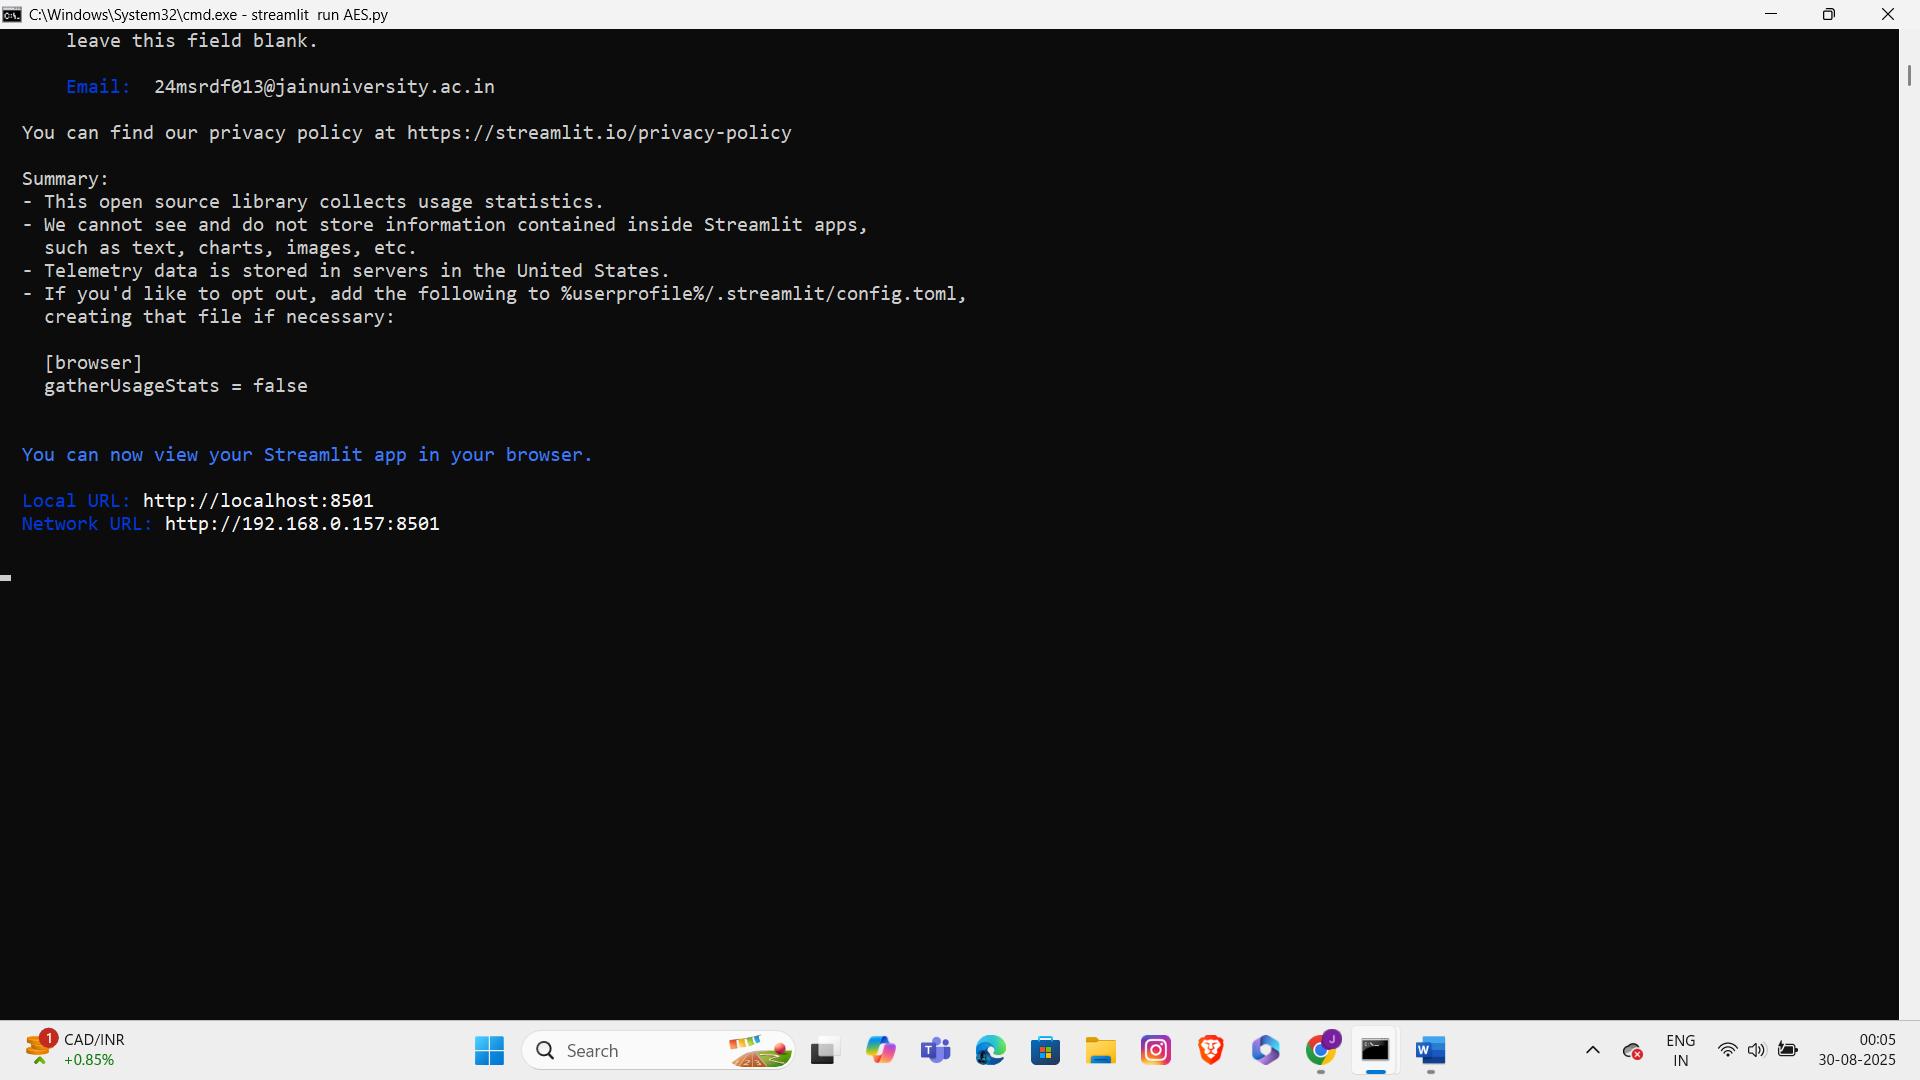 C:\Windows\System32\cmd.exe - streamlit  run AES.py
leave this field blank.
Email:  24msrdf013@jainuniversity.ac.in
You can find our privacy policy at https://streamlit.io/privacy-policy
Summary:
- This open source library collects usage statistics.
- We cannot see and do not store information contained inside Streamlit apps,
such as text, charts, images, etc.
- Telemetry data is stored in servers in the United States.
- If you'd like to opt out, add the following to %userprofile%/.streamlit/config.toml,
creating that file if necessary:
[browser]
gatherUsageStats = false
You can now view your Streamlit app in your browser.
Local URL: http://localhost:8501
Network URL: http://192.168.0.157:8501
1
CAD/INR
+0.85%
Search
J
ENG
IN
00:05
30-08-2025